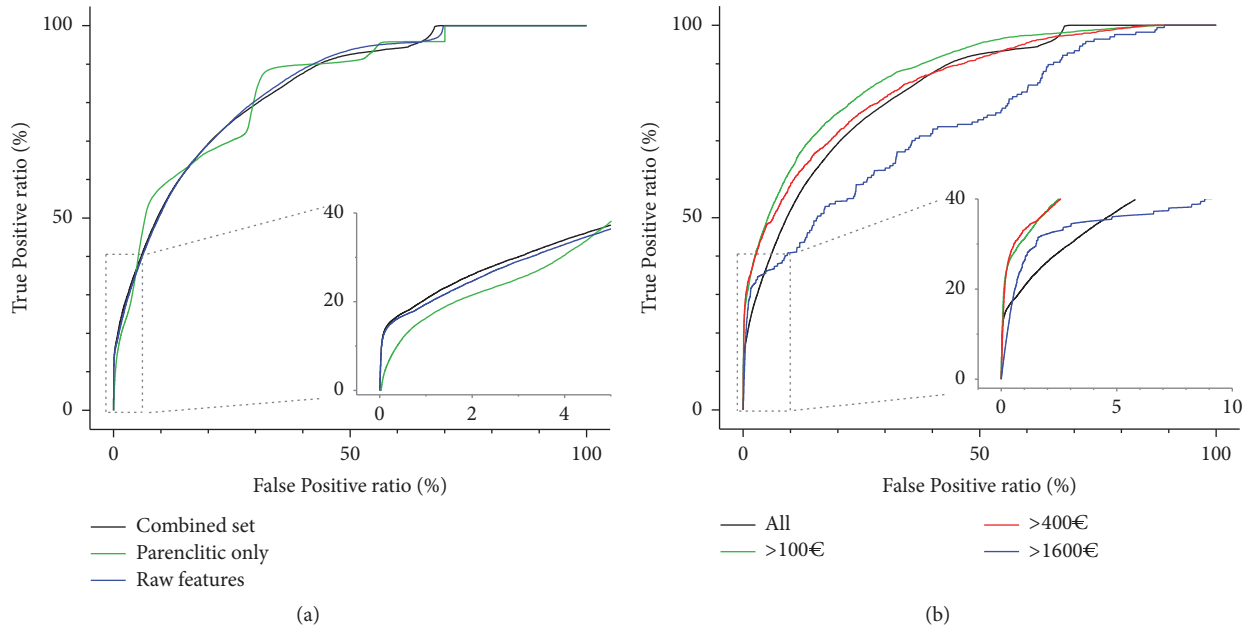 100
50
0
True Positive ratio (%)
40
20
0
0 2 4
0 50 100
False Positive ratio (%)
Combined set
Parenclitic only
Raw features
(a)
100
50
0
True Positive ratio (%)
40
20
0
0 5 10
0 50 100
False Positive ratio (%)
All >400€
>100€ >1600€
(b)